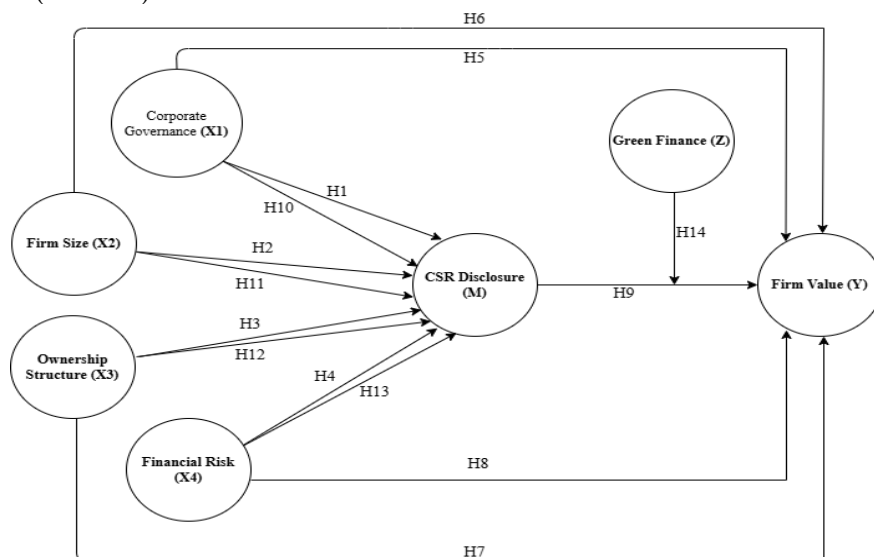 H6
H5
Corporate
Governance (X1)
Green Finance (Z)
H1
H10
Firm Size (X2)
H2
H14
H11
CSR Disclosure
(M)
H9
Firm Value (Y)
H3
H12
Ownership
Structure (X3)
H4
H13
Financial Risk
(X4)
H8
H7